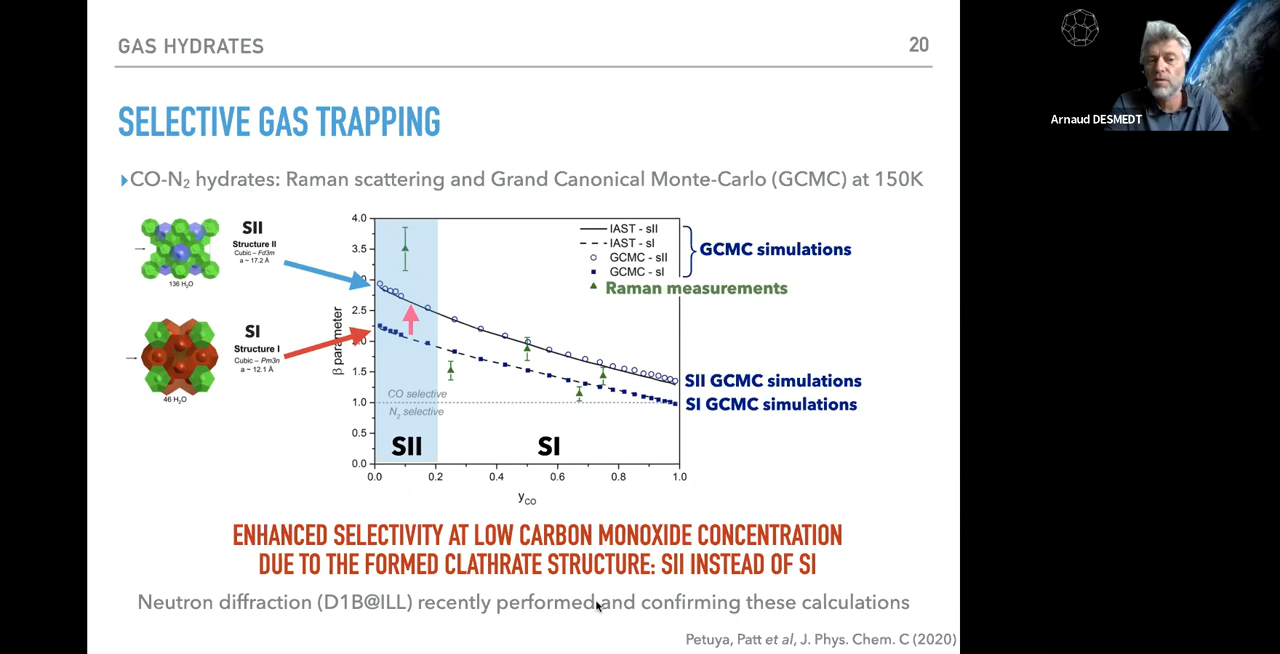 GAS HYDRATES
20
SELECTIVE GAS TRAPPING
CO-N₂ hydrates: Raman scattering and Grand Canonical Monte-Carlo (GCMC) at 150K
SII
Structure II
Cubic – Fd3m
a ~ 17.2 Å
136 H₂O
SI
Structure I
Cubic – Pm3n
a ~ 12.1 Å
46 H₂O
4.0
3.5
2.5
1.5
1.0
0.5
0.0
β parameter
IAST - sII
IAST - sI
GCMC - sII
GCMC - sI
GCMC simulations
Raman measurements
CO selective
N₂ selective
SII
SI
SII GCMC simulations
SI GCMC simulations
0.0 0.2 0.4 0.6 0.8 1.0
yCO
ENHANCED SELECTIVITY AT LOW CARBON MONOXIDE CONCENTRATION
DUE TO THE FORMED CLATHRATE STRUCTURE: SII INSTEAD OF SI
Neutron diffraction (D1B@ILL) recently performed and confirming these calculations
Petuya, Patt et al, J. Phys. Chem. C (2020)
Arnaud DESMEDT